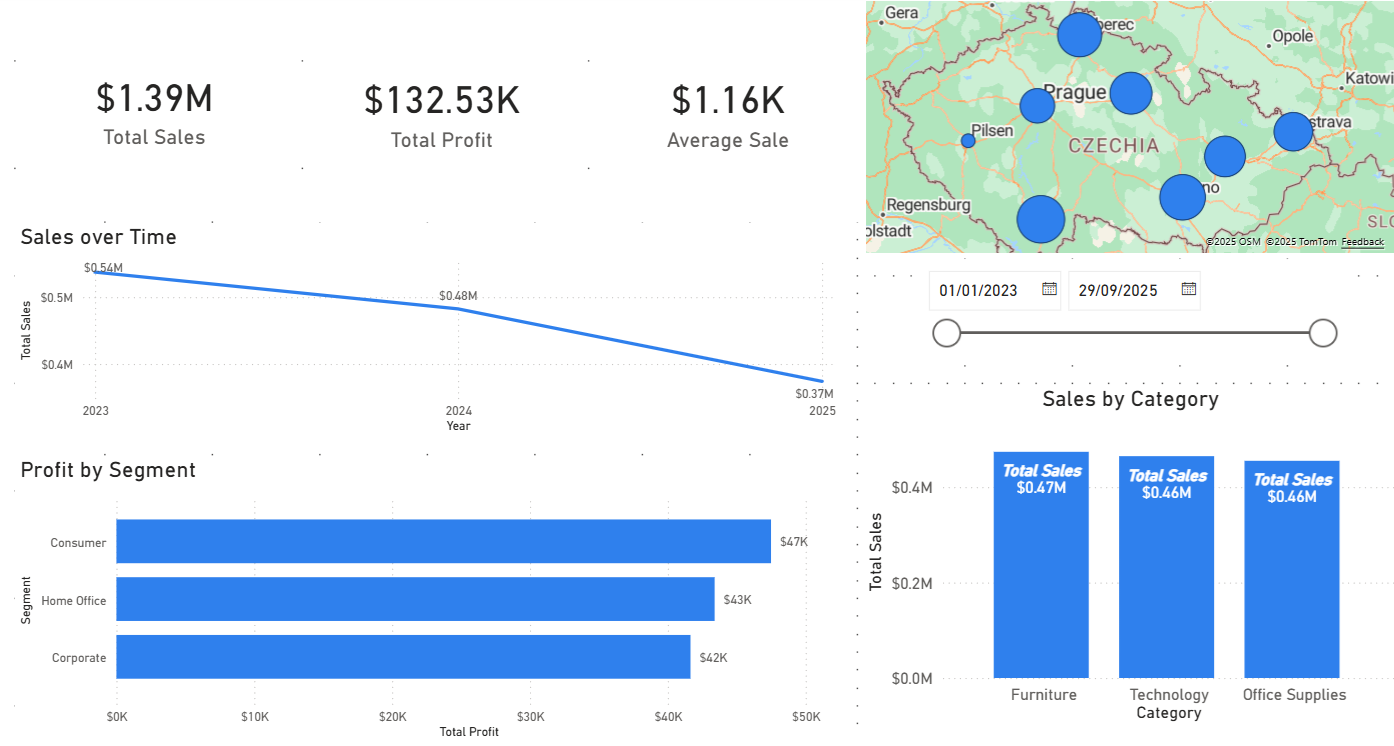 $1.39M
Total Sales
$132.53K
Total Profit
$1.16K
Average Sale
Gera
Opole
Katowi
Prague
Pilsen
CZECHIA
Regensburg
©2025 OSM ©2025 TomTom Feedback
01/01/2023
29/09/2025
Sales over Time
$0.54M
$0.48M
$0.37M
$0.5M
$0.4M
Total Sales
2023
2024
2025
Year
Profit by Segment
Segment
Consumer
$47K
Home Office
$43K
Corporate
$42K
$0K
$10K
$20K
$30K
$40K
$50K
Total Profit
Sales by Category
Total Sales
$0.4M
$0.2M
$0.0M
Total Sales
$0.47M
Total Sales
$0.46M
Total Sales
$0.46M
Furniture
Technology
Office Supplies
Category